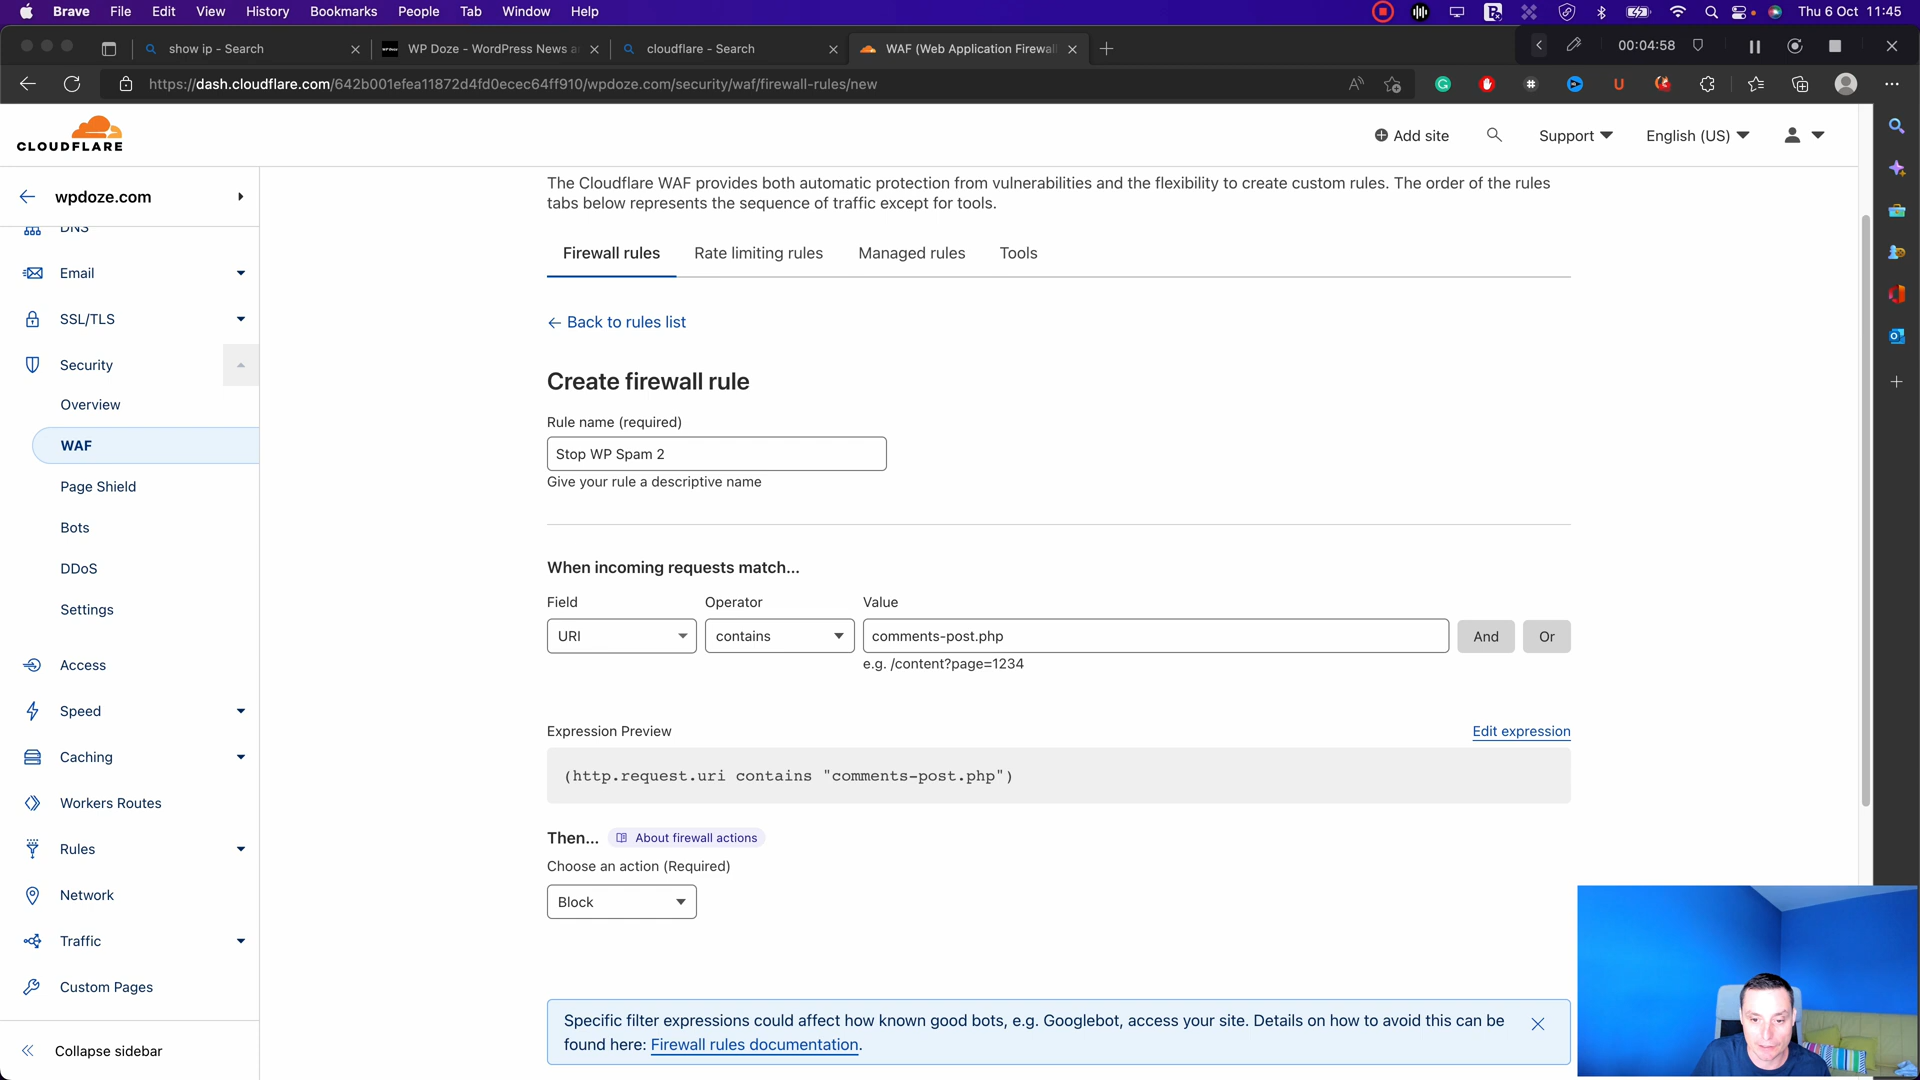 Brave File Edit View History Bookmarks People Tab Window Help Thu 6 Oct 11:45
show ip - Search WP Doze - WordPress News a cloudflare - Search WAF (Web Application Firewall 00:04:58
https://dash.cloudflare.com/642b001efea11872d4fd0ecec64ff910/wpdoze.com/security/waf/firewall-rules/new
CLOUDFLARE
Add site Support English (US)
wpdoze.com
DNS
Email
SSL/TLS
Security
Overview
WAF
Page Shield
Bots
DDoS
Settings
Access
Speed
Caching
Workers Routes
Rules
Network
Traffic
Custom Pages
Collapse sidebar
The Cloudflare WAF provides both automatic protection from vulnerabilities and the flexibility to create custom rules. The order of the rules
tabs below represents the sequence of traffic except for tools.
Firewall rules Rate limiting rules Managed rules Tools
Back to rules list
Create firewall rule
Rule name (required)
Stop WP Spam 2
Give your rule a descriptive name
When incoming requests match...
Field Operator Value
URI contains comments-post.php And Or
e.g. /content?page=1234
Expression Preview Edit expression
(http.request.uri contains "comments-post.php")
Then... About firewall actions
Choose an action (Required)
Block
Specific filter expressions could affect how known good bots, e.g. Googlebot, access your site. Details on how to avoid this can be
found here: Firewall rules documentation.